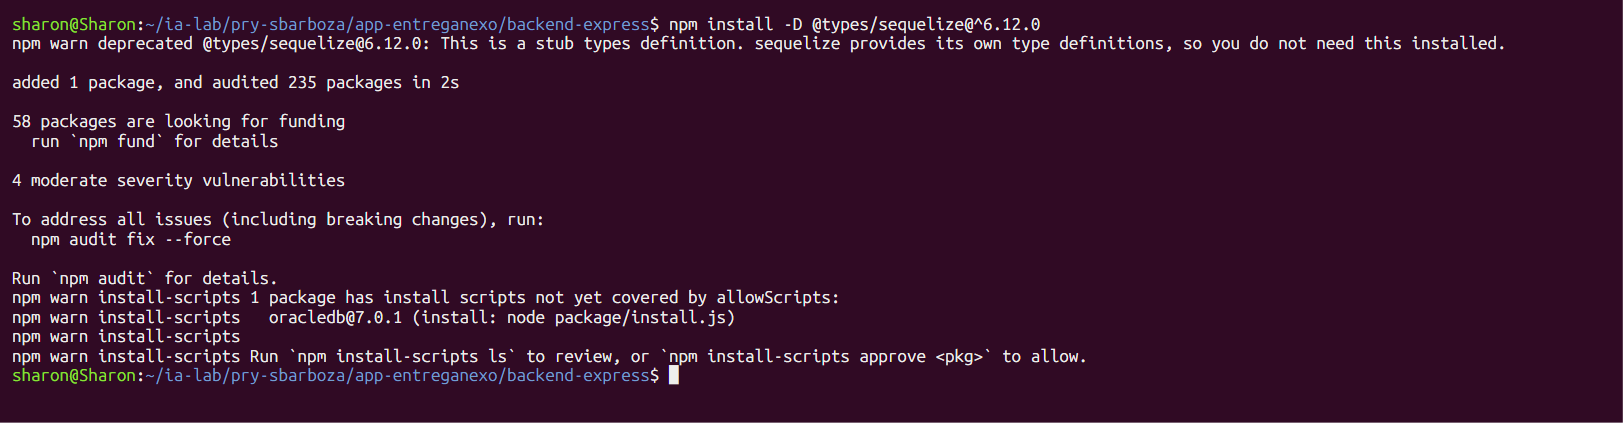 sharon@Sharon:~/ia-lab/pry-sbarboza/app-entreganexo/backend-express$ npm install -D @types/sequelize@^6.12.0
npm warn deprecated @types/sequelize@6.12.0: This is a stub types definition. sequelize provides its own type definitions, so you do not need this installed.
added 1 package, and audited 235 packages in 2s
58 packages are looking for funding
  run `npm fund` for details
4 moderate severity vulnerabilities
To address all issues (including breaking changes), run:
  npm audit fix --force
Run `npm audit` for details.
npm warn install-scripts 1 package has install scripts not yet covered by allowScripts:
npm warn install-scripts   oracledb@7.0.1 (install: node package/install.js)
npm warn install-scripts
npm warn install-scripts Run `npm install-scripts ls` to review, or `npm install-scripts approve <pkg>` to allow.
sharon@Sharon:~/ia-lab/pry-sbarboza/app-entreganexo/backend-express$